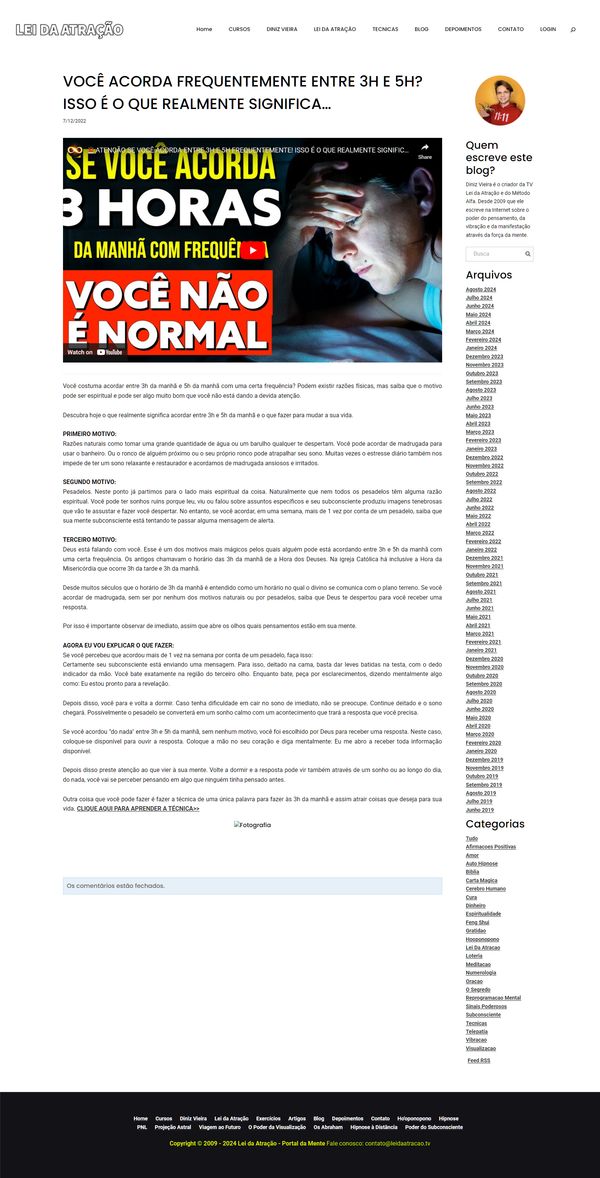 LEI DA ATRAÇÃO
Home CURSOS DINIZ VIEIRA LEI DA ATRAÇÃO TECNICAS BLOG DEPOIMENTOS CONTATO LOGIN
VOCÊ ACORDA FREQUENTEMENTE ENTRE 3H E 5H?
ISSO É O QUE REALMENTE SIGNIFICA...
7/12/2022
ATENÇÃO SE VOCÊ ACORDA ENTRE 3H E 5H FREQUENTEMENTE! ISSO É O QUE REALMENTE SIGNIFIC...
Share
SE VOCÊ ACORDA
3 HORAS
DA MANHÃ COM FREQUÊNCIA
VOCÊ NÃO
É NORMAL
Watch on YouTube
Você costuma acordar entre 3h da manhã e 5h da manhã com uma certa frequência? Podem existir razões físicas, mas saiba que o motivo
pode ser espiritual e pode ser algo muito bom que você não está dando a devida atenção.
Descubra hoje o que realmente significa acordar entre 3h e 5h da manhã e o que fazer para mudar a sua vida.
PRIMEIRO MOTIVO:
Razões naturais como tomar uma grande quantidade de água ou um barulho qualquer te despertam. Você pode acordar de madrugada para
usar o banheiro. Ou o ronco de alguém próximo ou o seu próprio ronco pode atrapalhar seu sono. Muitas vezes o estresse diário também nos
impede de ter um sono relaxante e restaurador e acordamos de madrugada ansiosos e irritados.
SEGUNDO MOTIVO:
Pesadelos. Neste ponto já partimos para o lado mais espiritual da coisa. Naturalmente que nem todos os pesadelos têm alguma razão
espiritual. Você pode ter sonhos ruins porque leu, viu ou falou sobre assuntos específicos e seu subconsciente produziu imagens tenebrosas
que vão te assustar e fazer você despertar. No entanto, se você acordar, em uma semana, mais de 1 vez por conta de um pesadelo, saiba que
sua mente subconsciente está tentando te passar alguma mensagem de alerta.
TERCEIRO MOTIVO:
Deus está falando com você. Esse é um dos motivos mais mágicos pelos quais alguém pode está acordando entre 3h e 5h da manhã com
uma certa frequência. Os antigos chamavam o horário das 3h da manhã de a Hora dos Deuses. Na igreja Católica há inclusive a Hora da
Misericórdia que ocorre 3h da tarde e 3h da manhã.
Desde muitos séculos que o horário de 3h da manhã é entendido como um horário no qual o divino se comunica com o plano terreno. Se você
acordar de madrugada, sem ser por nenhum dos motivos naturais ou por pesadelos, saiba que Deus te despertou para você receber uma
resposta.
Por isso é importante observar de imediato, assim que abre os olhos quais pensamentos estão em sua mente.
AGORA EU VOU EXPLICAR O QUE FAZER:
Se você percebeu que acordou mais de 1 vez na semana por conta de um pesadelo, faça isso:
Certamente seu subconsciente está enviando uma mensagem. Para isso, deitado na cama, basta dar leves batidas na testa, com o dedo
indicador da mão. Você bate exatamente na região do terceiro olho. Enquanto bate, peça por esclarecimentos, dizendo mentalmente algo
como: Eu estou pronto para a revelação.
Depois disso, você para e volta a dormir. Caso tenha dificuldade em cair no sono de imediato, não se preocupe. Continue deitado e o sono
chegará. Possivelmente o pesadelo se converterá em um sonho calmo com um acontecimento que trará a resposta que você precisa.
Se você acordou "do nada" entre 3h e 5h da manhã, sem nenhum motivo, você foi escolhido por Deus para receber uma resposta. Neste caso,
coloque-se disponível para ouvir a resposta. Coloque a mão no seu coração e diga mentalmente: Eu me abro a receber toda informação
disponível.
Depois disso preste atenção ao que vier à sua mente. Volte a dormir e a resposta pode vir também através de um sonho ou ao longo do dia,
do nada, você vai se perceber pensando em algo que ninguém tinha pensado antes.
Outra coisa que você pode fazer é fazer a técnica de uma única palavra para fazer às 3h da manhã e assim atrair coisas que deseja para sua
vida. CLIQUE AQUI PARA APRENDER A TÉCNICA>>
Fotografia
Os comentários estão fechados.
11:11
Quem
escreve este
blog?
Diniz Vieira é o criador da TV
Lei da Atração e do Método
Alfa. Desde 2009 que ele
escreve na Internet sobre o
poder do pensamento, da
vibração e da manifestação
através da força da mente.
Busca
Arquivos
Agosto 2024
Julho 2024
Junho 2024
Maio 2024
Abril 2024
Março 2024
Fevereiro 2024
Janeiro 2024
Dezembro 2023
Novembro 2023
Outubro 2023
Setembro 2023
Agosto 2023
Julho 2023
Junho 2023
Maio 2023
Abril 2023
Março 2023
Fevereiro 2023
Janeiro 2023
Dezembro 2022
Novembro 2022
Outubro 2022
Setembro 2022
Agosto 2022
Julho 2022
Junho 2022
Maio 2022
Abril 2022
Março 2022
Fevereiro 2022
Janeiro 2022
Dezembro 2021
Novembro 2021
Outubro 2021
Setembro 2021
Agosto 2021
Julho 2021
Junho 2021
Maio 2021
Abril 2021
Março 2021
Fevereiro 2021
Janeiro 2021
Dezembro 2020
Novembro 2020
Outubro 2020
Setembro 2020
Agosto 2020
Julho 2020
Junho 2020
Maio 2020
Abril 2020
Março 2020
Fevereiro 2020
Janeiro 2020
Dezembro 2019
Novembro 2019
Outubro 2019
Setembro 2019
Agosto 2019
Julho 2019
Junho 2019
Categorias
Tudo
Afirmacoes Positivas
Amor
Auto Hipnose
Biblia
Carta Magica
Cerebro Humano
Cura
Dinheiro
Espiritualidade
Feng Shui
Gratidao
Hooponopono
Lei Da Atracao
Loteria
Meditacao
Numerologia
Oracao
O Segredo
Reprogramacao Mental
Sinais Poderosos
Subconsciente
Tecnicas
Telepatia
Vibracao
Visualizacao
Feed RSS
Home Cursos Diniz Vieira Lei da Atração Exercícios Artigos Blog Depoimentos Contato Ho'oponopono Hipnose
PNL Projeção Astral Viagem ao Futuro O Poder da Visualização Os Abraham Hipnose à Distância Poder do Subconsciente
Copyright © 2009 - 2024 Lei da Atração - Portal da Mente Fale conosco: contato@leidaatracao.tv